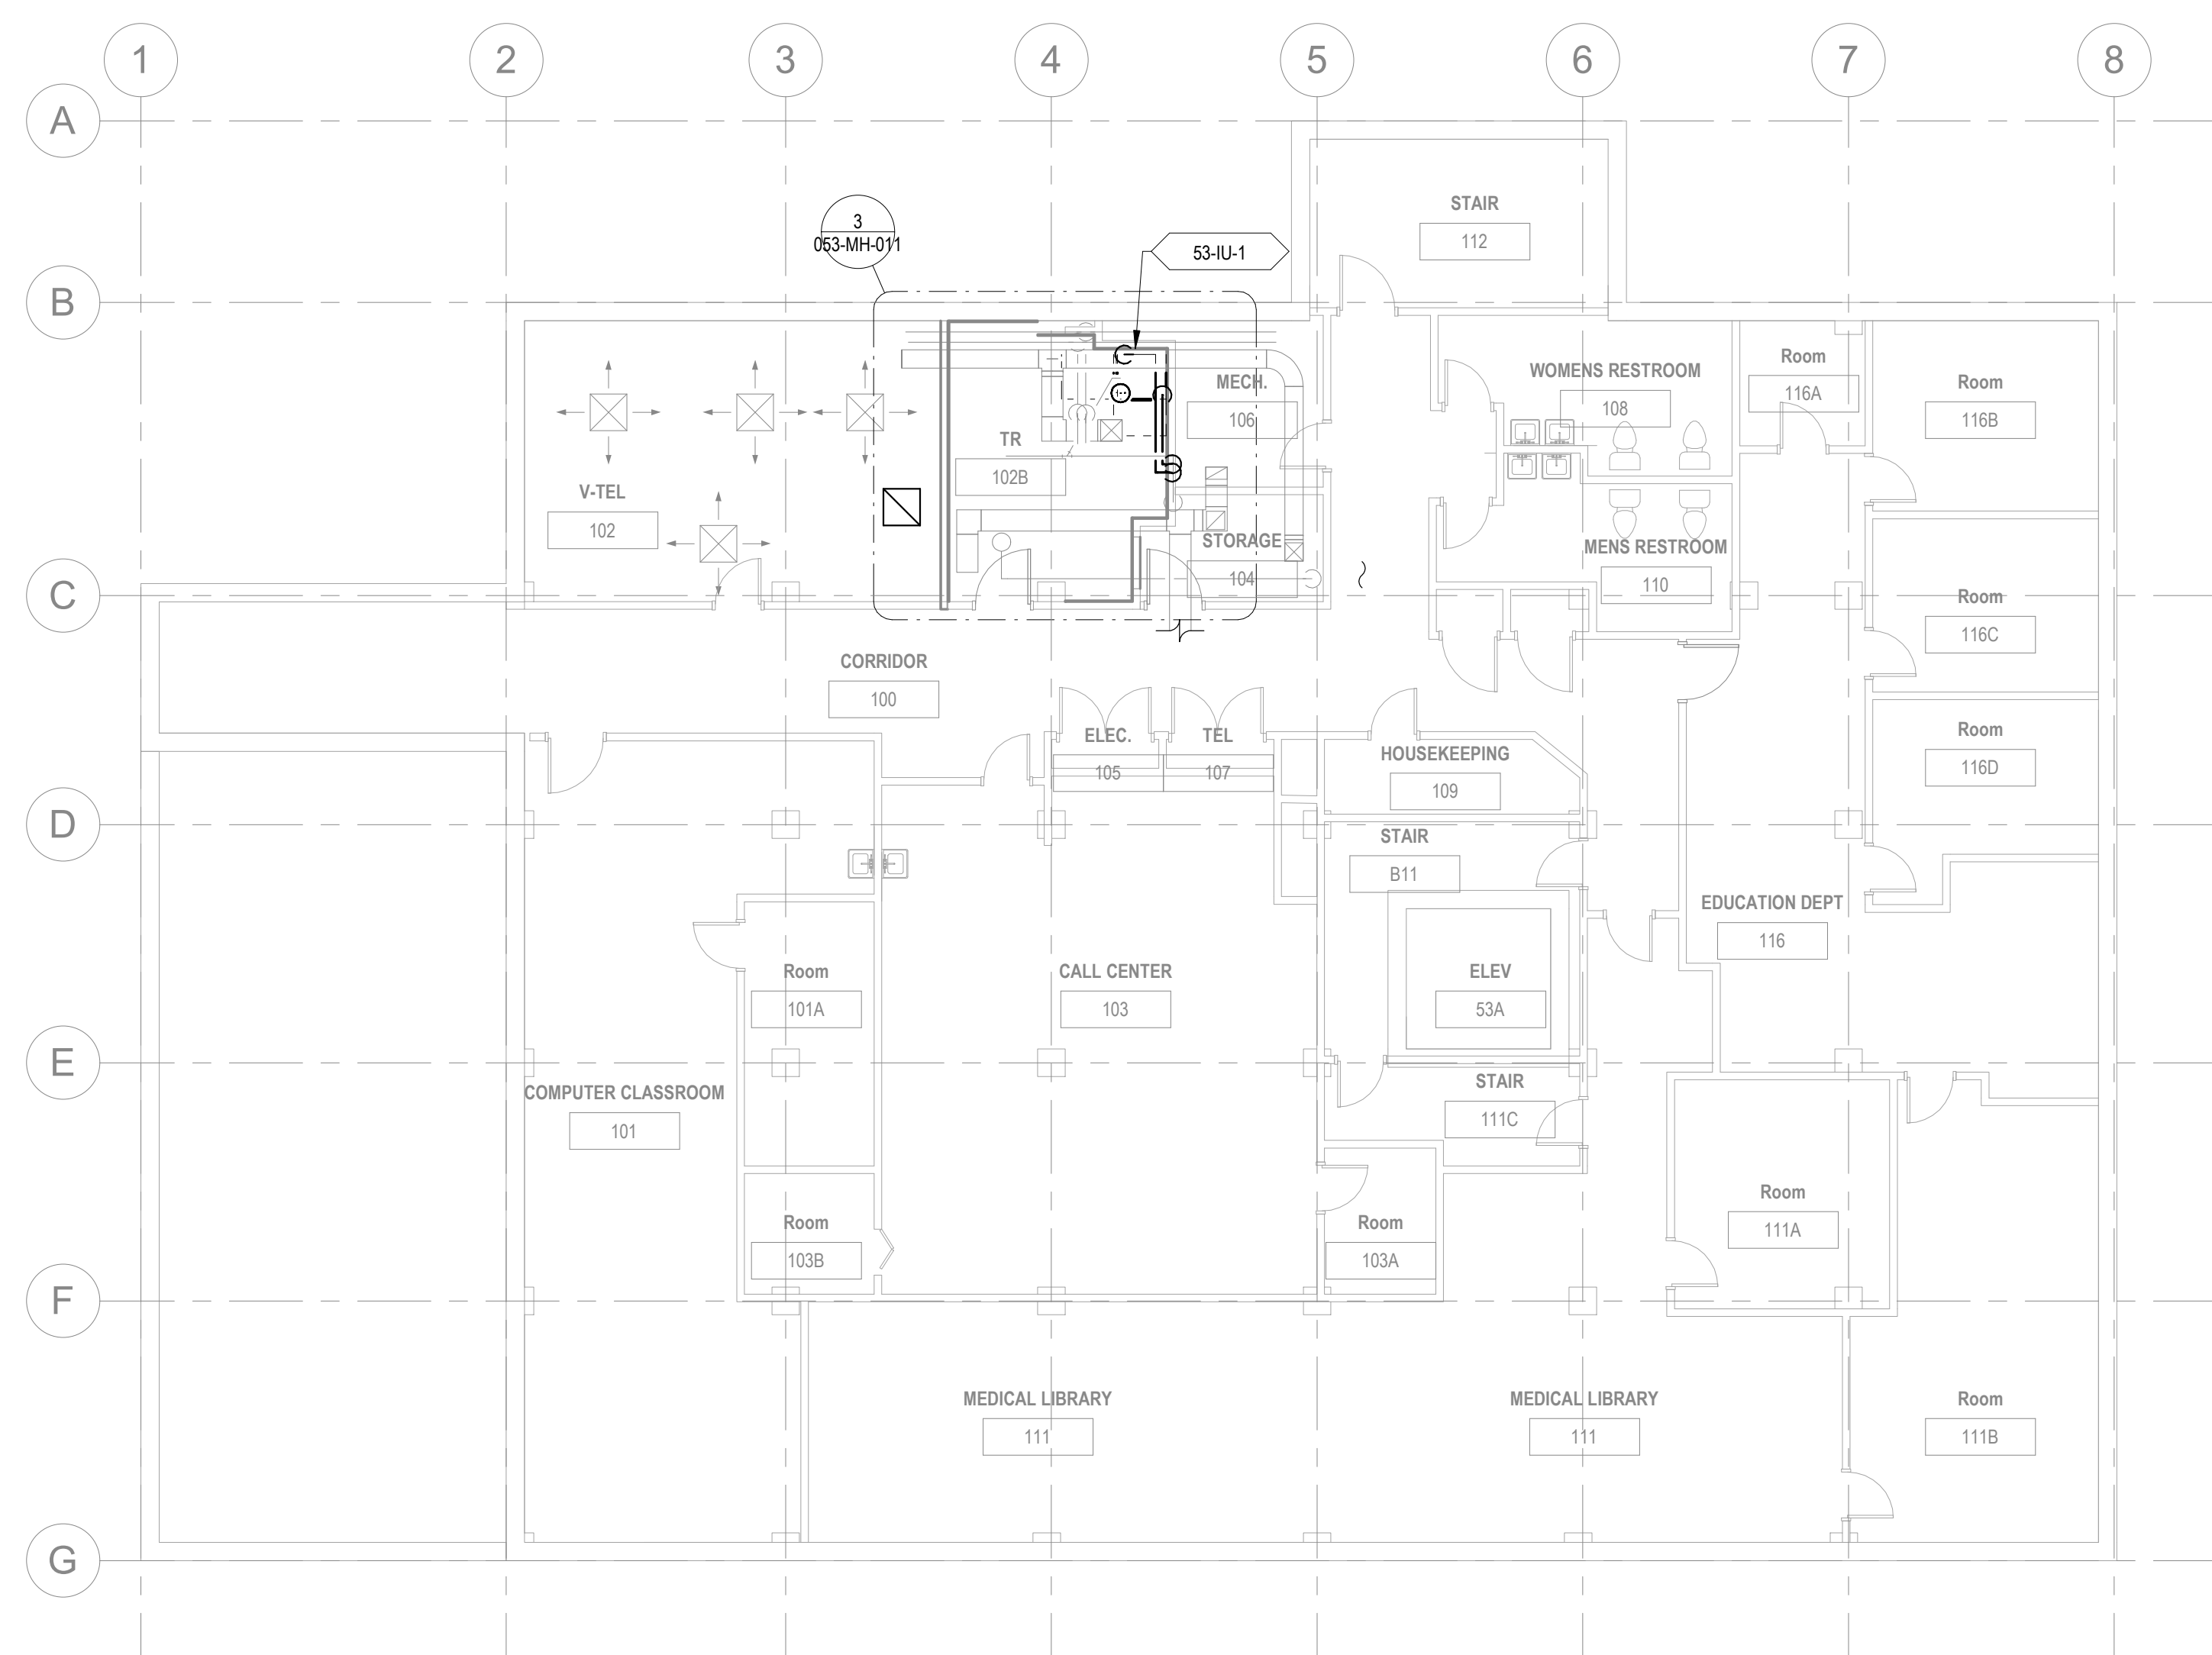 1
2
3
4
5
6
7
8
A
B
C
D
E
F
G
3
053-MH-011
53-IU-1
STAIR
112
WOMENS RESTROOM
108
Room
116A
Room
116B
MECH.
106
TR
102B
V-TEL
102
STORAGE
104
MENS RESTROOM
110
Room
116C
CORRIDOR
100
ELEC.
105
TEL
107
HOUSEKEEPING
109
Room
116D
STAIR
B11
EDUCATION DEPT
116
Room
101A
CALL CENTER
103
ELEV
53A
COMPUTER CLASSROOM
101
STAIR
111C
Room
103B
Room
103A
Room
111A
MEDICAL LIBRARY
111
MEDICAL LIBRARY
111
Room
111B